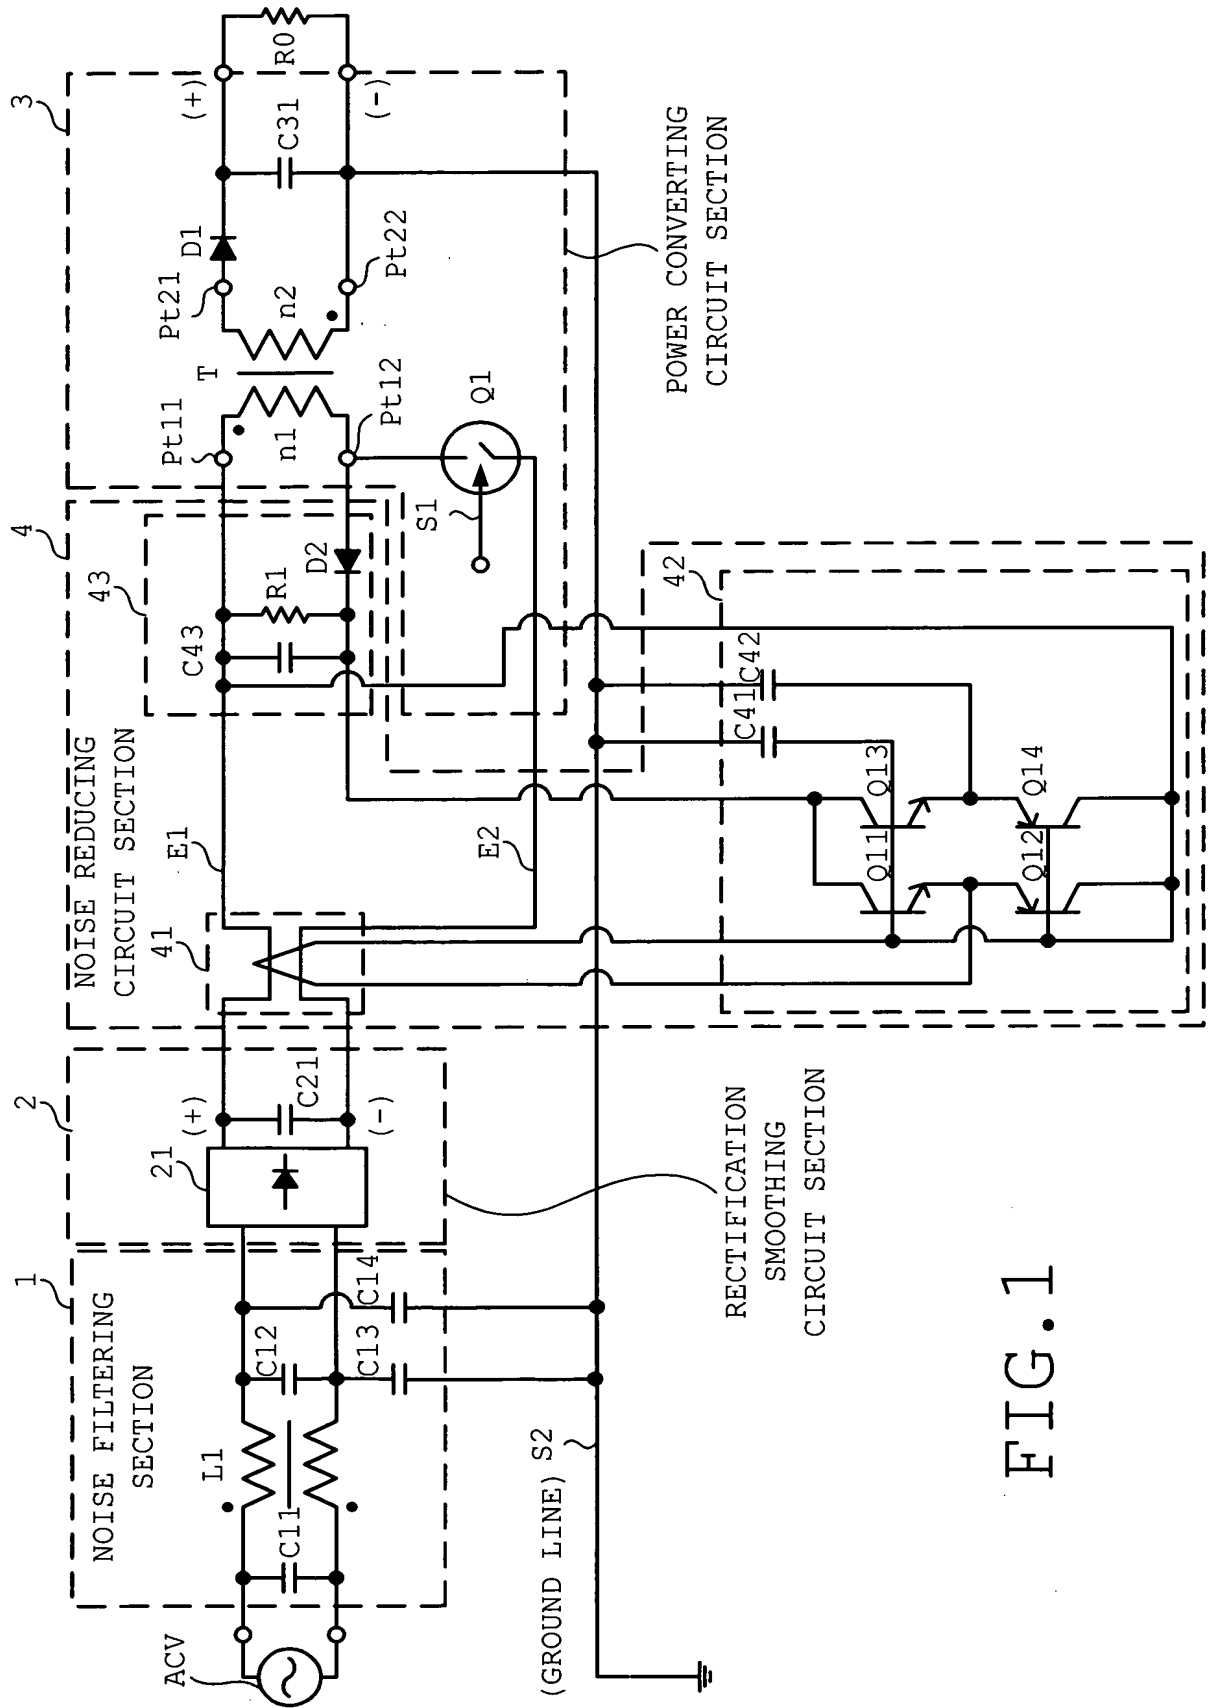 1
NOISE FILTERING
SECTION
2
NOISE REDUCING
CIRCUIT SECTION
4
3
ACV
C11
L1
C12
C13
C14
21
(+)
(-)
C21
41
E1
E2
43
C43
R1
D2
Pt11
n1
Pt12
T
n2
Pt21
Pt22
D1
C31
(+)
(-)
R0
S1
Q1
(GROUND LINE) S2
RECTIFICATION
SMOOTHING
CIRCUIT SECTION
POWER CONVERTING
CIRCUIT SECTION
42
C41
C42
Q11
Q13
Q12
Q14
FIG.1